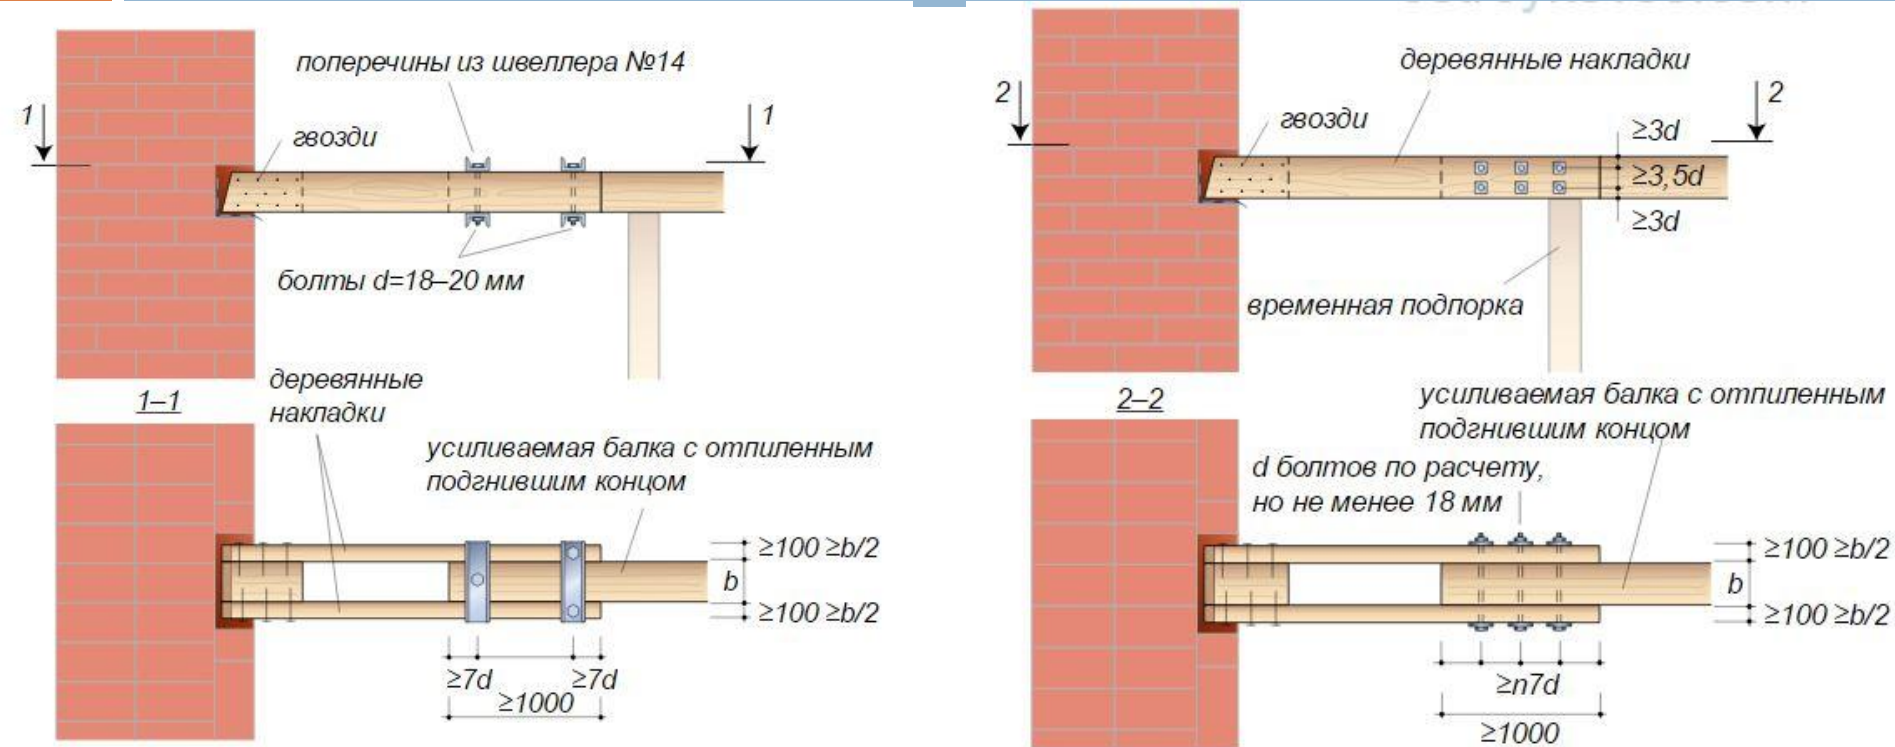 поперечины из швеллера №14
1
1
гвозди
болты d=18–20 мм
1–1
деревянные
накладки
усиливаемая балка с отпиленным
подгнившим концом
≥100 ≥b/2
b
≥100 ≥b/2
≥7d
≥7d
≥1000
деревянные накладки
2
2
гвозди
≥3d
≥3,5d
≥3d
временная подпорка
2–2
усиливаемая балка с отпиленным
подгнившим концом
d болтов по расчету,
но не менее 18 мм
≥100 ≥b/2
b
≥100 ≥b/2
≥n7d
≥1000